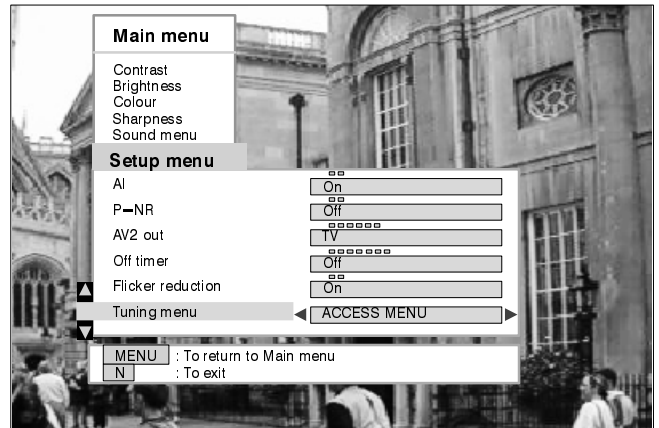 Main menu
Contrast
Brightness
Colour
Sharpness
Sound menu
Setup menu
AI On
P-NR Off
AV2 out TV
Off timer Off
Flicker reduction On
Tuning menu ACCESS MENU
MENU : To return to Main menu
N : To exit